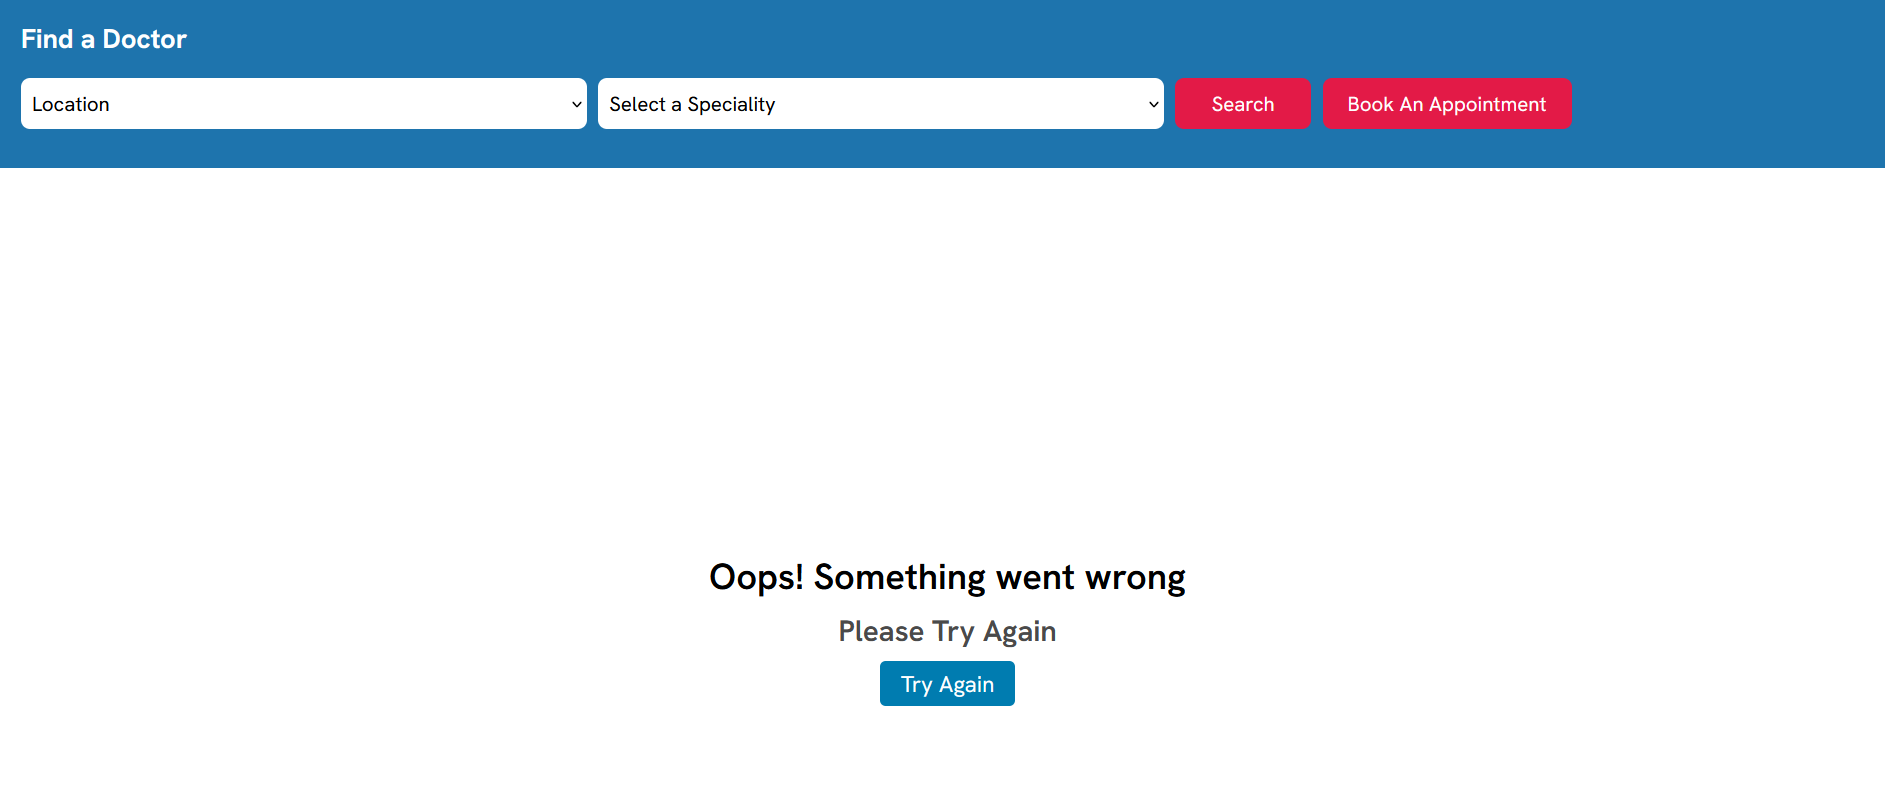 Find a Doctor
Location
Select a Speciality
Search
Book An Appointment
Oops! Something went wrong
Please Try Again
Try Again